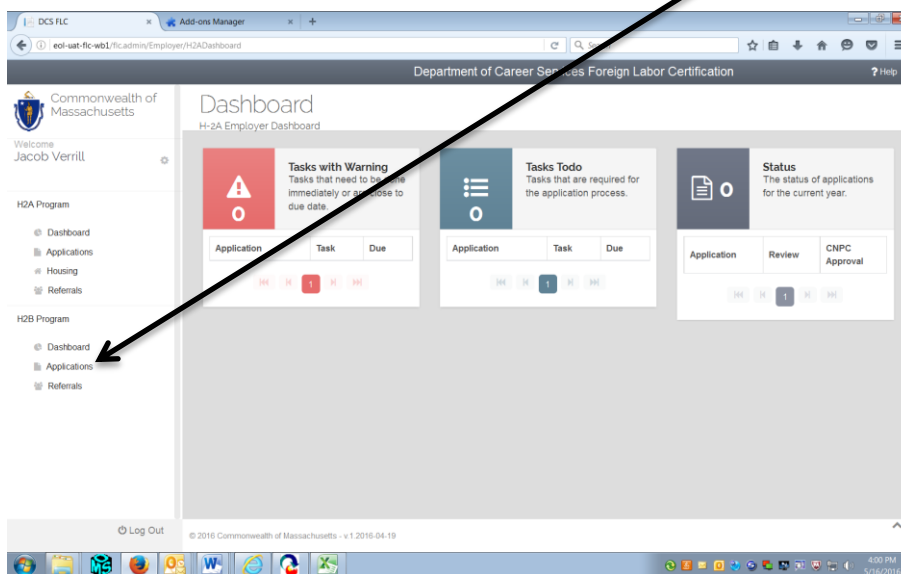 DCS FLC
Add-ons Manager
eol-uat-flc-wb1/flc.admin/Employer/H2ADashboard
Department of Career Services Foreign Labor Certification
? Help
Commonwealth of
Massachusetts
Welcome
Jacob Verrill
H2A Program
Dashboard
Applications
Housing
Referrals
H2B Program
Dashboard
Applications
Referrals
Log Out
Dashboard
H-2A Employer Dashboard
0
Tasks with Warning
Tasks that need to be done
immediately or are close to
due date.
Application Task Due
1
0
Tasks Todo
Tasks that are required for
the application process.
Application Task Due
1
0
Status
The status of applications
for the current year.
Application Review CNPC Approval
1
© 2016 Commonwealth of Massachusetts - v.1.2016-04-19
4:00 PM
5/16/2016